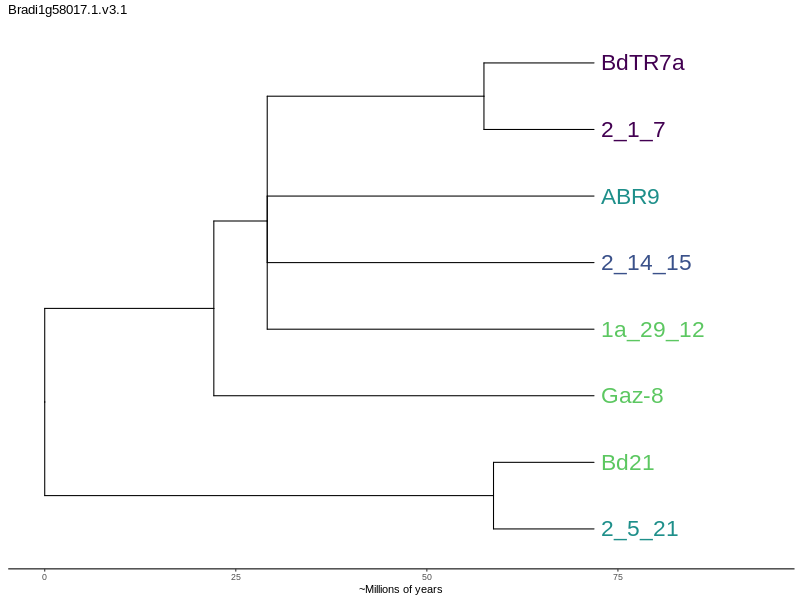 Bradi1g58017.1.v3.1
BdTR7a
2_1_7
ABR9
2_14_15
1a_29_12
Gaz-8
Bd21
2_5_21
0 25 50 75
~Millions of years